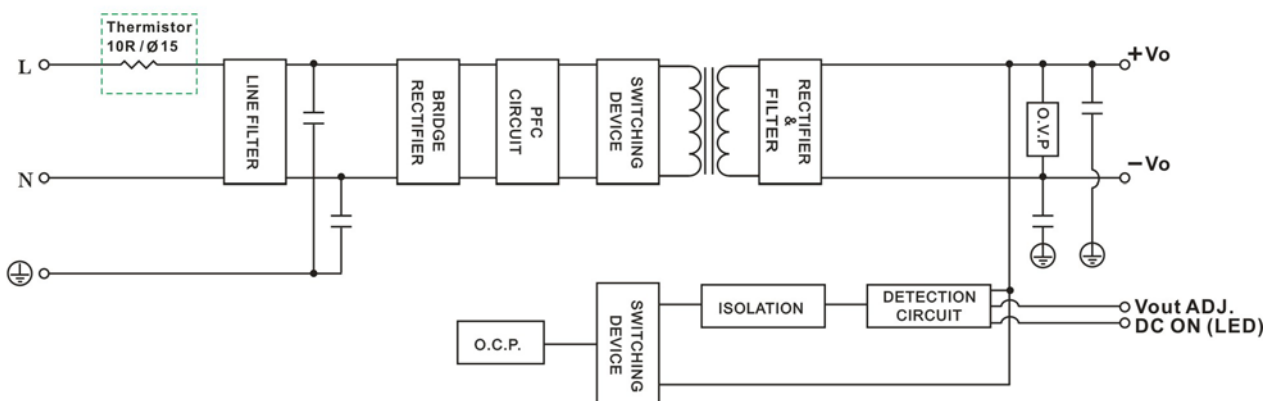 Thermistor
10R / Ø 15
L
LINE FILTER
BRIDGE
RECTIFIER
PFC
CIRCUIT
SWITCHING
DEVICE
RECTIFIER
&
FILTER
+Vo
O.V.P
N
−Vo
SWITCHING
DEVICE
ISOLATION
DETECTION
CIRCUIT
Vout ADJ.
DC ON (LED)
O.C.P.